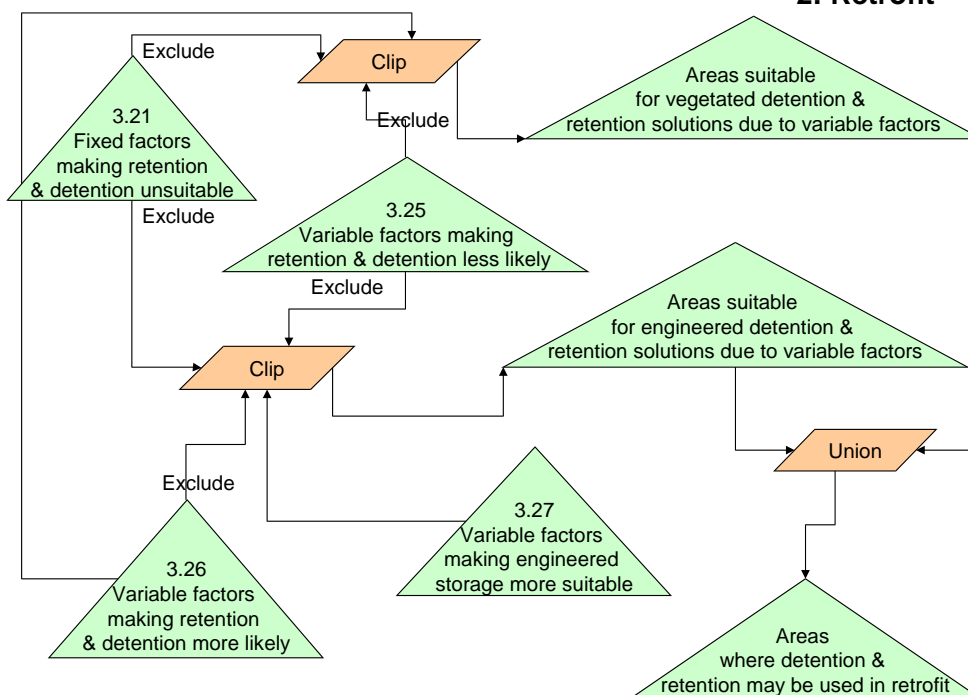 2. Retrofit
Exclude
Clip
Areas suitable
for vegetated detention &
retention solutions due to variable factors
3.21
Fixed factors
making retention
& detention unsuitable
Exclude
Exclude
3.25
Variable factors making
retention & detention less likely
Exclude
Areas suitable
for engineered detention &
retention solutions due to variable factors
Clip
Union
Exclude
3.27
Variable factors
making engineered
storage more suitable
3.26
Variable factors
making retention
& detention more likely
Areas
where detention &
retention may be used in retrofit